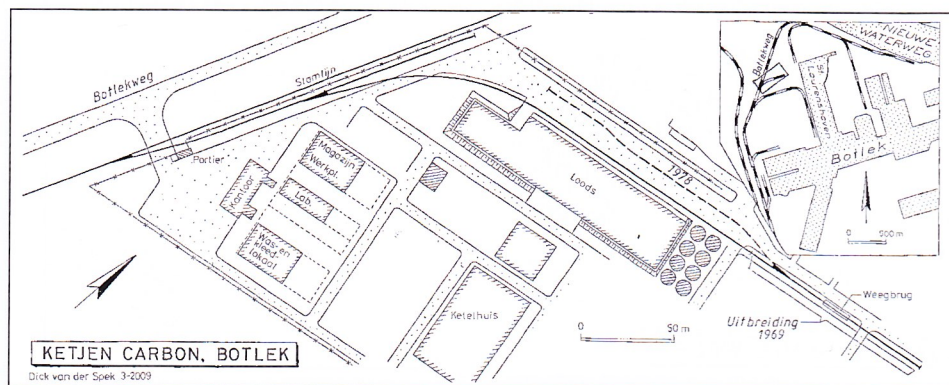 Botlekweg
Stamlijn
Portier
Kantoor
Magazijn
Werkpl.
Lab.
Was- en
kleed-
lokaal
Loods
1978
Ketelhuis
0 50 m
Uitbreiding
1969
Weegbrug
NIEUWE
WATERWEG
Botlekweg
St.
Laurenshaven
Botlek
0 500 m
KETJEN CARBON, BOTLEK
Dick van der Spek 3-2009